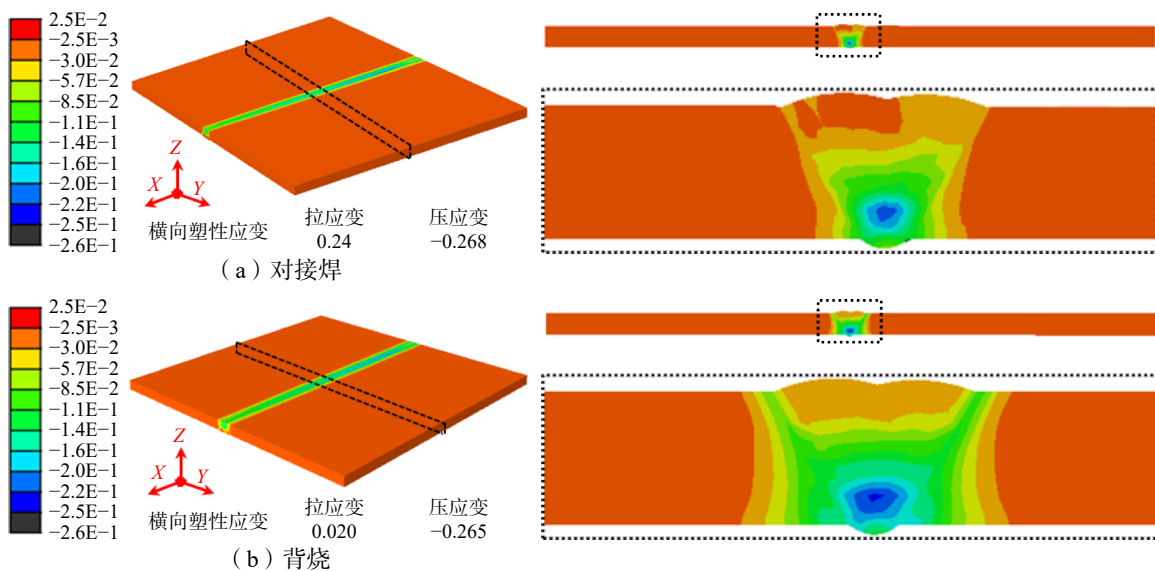 2.5E−2
−2.5E−3
−3.0E−2
−5.7E−2
−8.5E−2
−1.1E−1
−1.4E−1
−1.6E−1
−2.0E−1
−2.2E−1
−2.5E−1
−2.6E−1
Z
X Y
横向塑性应变 拉应变 压应变
0.24 −0.268
（a）对接焊
2.5E−2
−2.5E−3
−3.0E−2
−5.7E−2
−8.5E−2
−1.1E−1
−1.4E−1
−1.6E−1
−2.0E−1
−2.2E−1
−2.5E−1
−2.6E−1
Z
X Y
横向塑性应变 拉应变 压应变
0.020 −0.265
（b）背烧